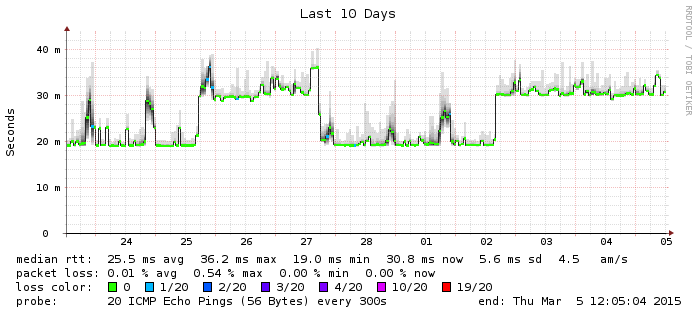 Last 10 Days
RRDTOOL / TOBI OETIKER
Seconds
40 m
30 m
20 m
10 m
0
24 25 26 27 28 01 02 03 04 05
median rtt: 25.5 ms avg 36.2 ms max 19.0 ms min 30.8 ms now 5.6 ms sd 4.5 am/s
packet loss: 0.01 % avg 0.54 % max 0.00 % min 0.00 % now
loss color: 0 1/20 2/20 3/20 4/20 10/20 19/20
probe: 20 ICMP Echo Pings (56 Bytes) every 300s end: Thu Mar 5 12:05:04 2015